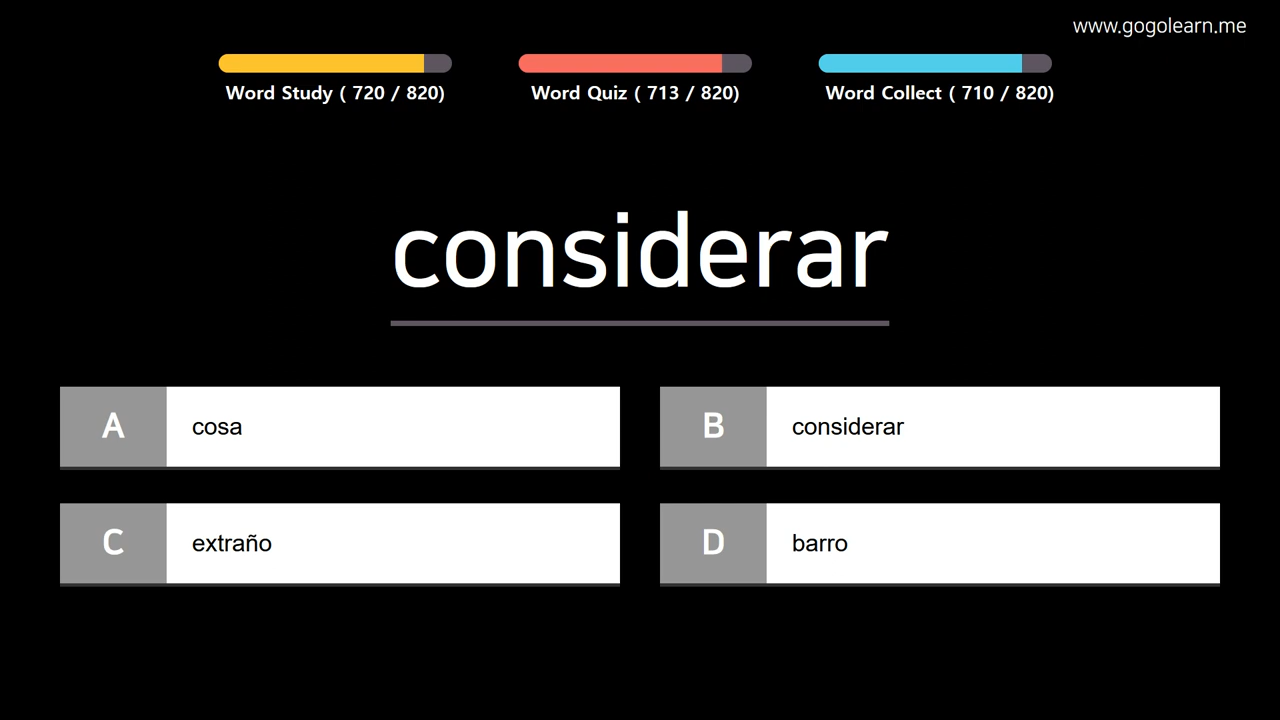 www.gogolearn.me
Word Study ( 720 / 820)
Word Quiz ( 713 / 820)
Word Collect ( 710 / 820)
considerar
A cosa
B considerar
C extraño
D barro